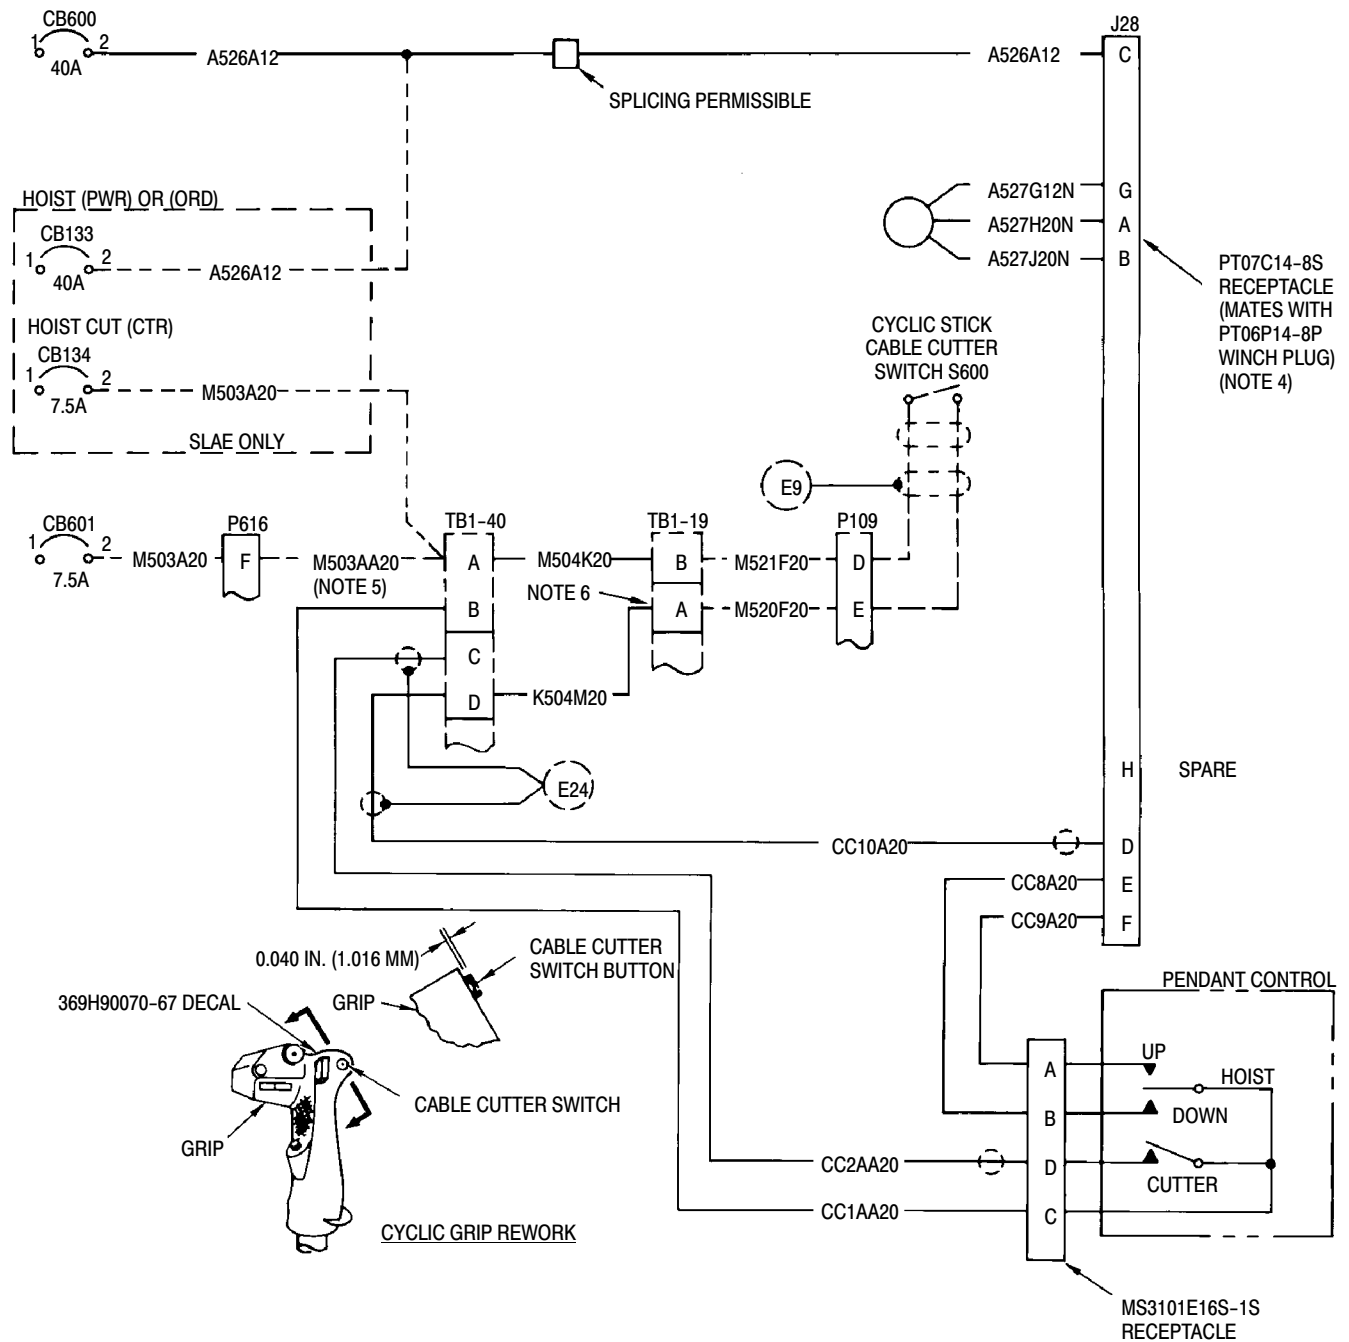 CB600
1
2
40A
A526A12
SPLICING PERMISSIBLE
A526A12
J28
C
HOIST (PWR) OR (ORD)
CB133
1
2
40A
A526A12
HOIST CUT (CTR)
CB134
1
2
7.5A
M503A20
SLAE ONLY
A527G12N
G
A527H20N
A
A527J20N
B
PT07C14-8S
RECEPTACLE
(MATES WITH
PT06P14-8P
WINCH PLUG)
(NOTE 4)
CYCLIC STICK
CABLE CUTTER
SWITCH S600
E9
CB601
1
2
7.5A
M503A20
P616
F
M503AA20
(NOTE 5)
TB1-40
A
B
C
D
M504K20
NOTE 6
K504M20
TB1-19
B
A
M521F20
M520F20
P109
D
E
E24
H
SPARE
CC10A20
D
CC8A20
E
CC9A20
F
0.040 IN. (1.016 MM)
CABLE CUTTER
SWITCH BUTTON
369H90070-67 DECAL
GRIP
CABLE CUTTER SWITCH
GRIP
CYCLIC GRIP REWORK
PENDANT CONTROL
A
UP
HOIST
B
DOWN
CC2AA20
D
CUTTER
CC1AA20
C
MS3101E16S-1S
RECEPTACLE